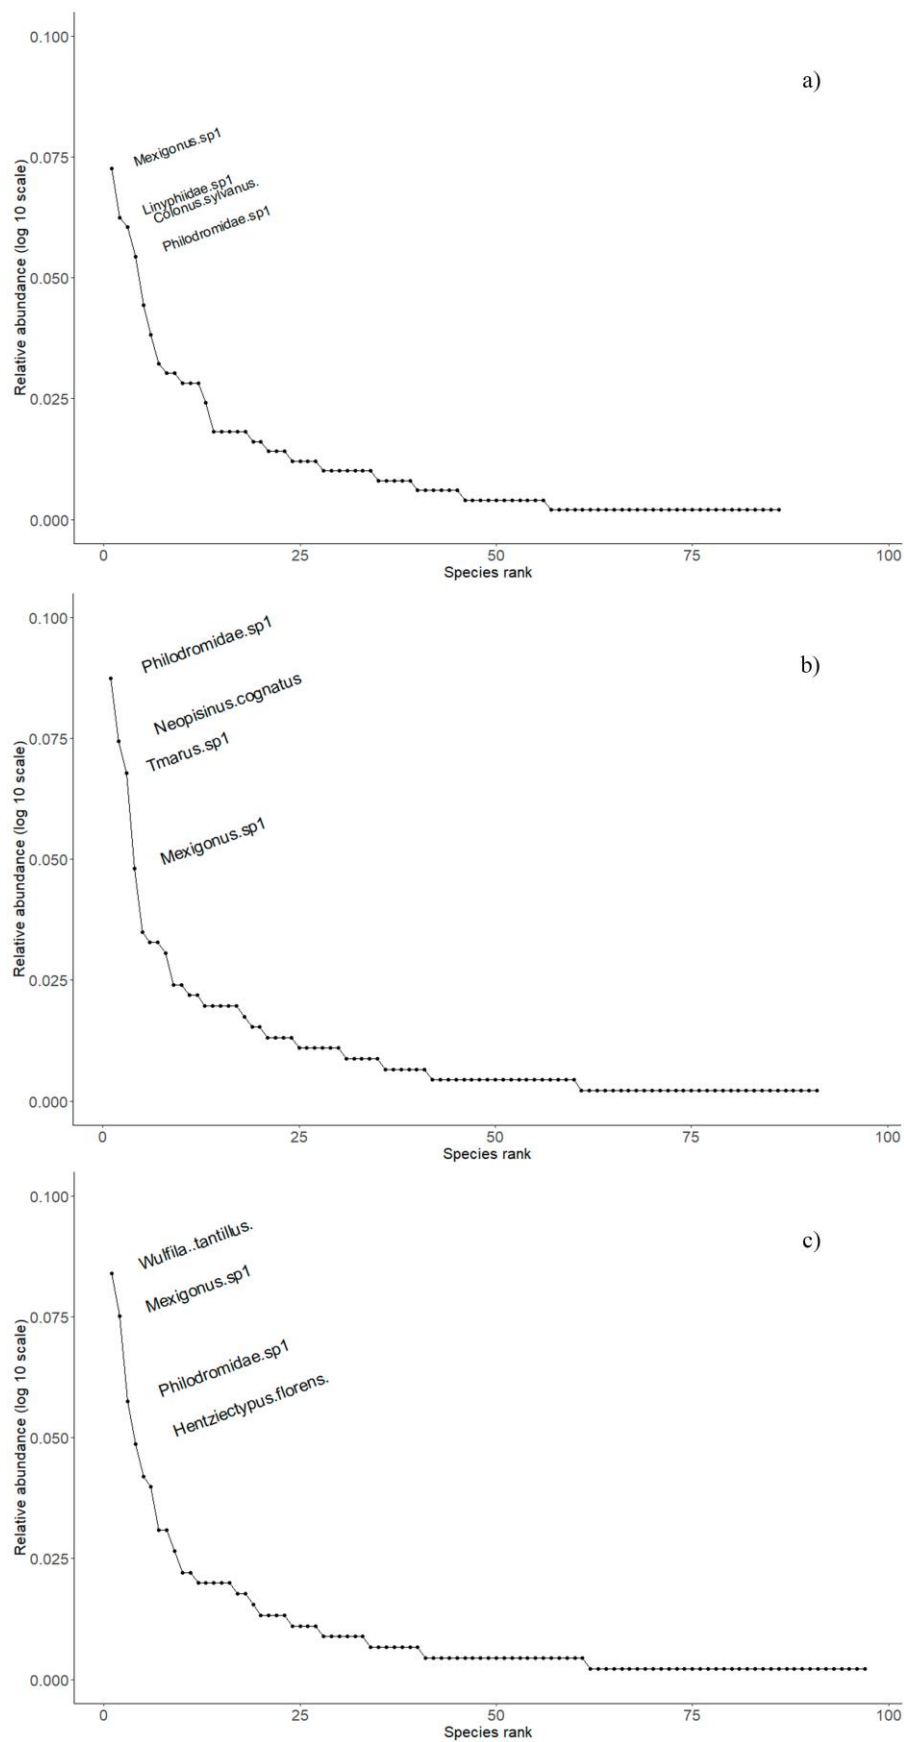 a)
0.100
0.075
0.050
0.025
0.000
Relative abundance (log 10 scale)
Mexigonus.sp1
Linyphiidae.sp1
Colonus.sylvanus.
Philodromidae.sp1
0 25 50 75 100
Species rank
b)
0.100
0.075
0.050
0.025
0.000
Relative abundance (log 10 scale)
Philodromidae.sp1
Neopisinus.cognatus
Tmarus.sp1
Mexigonus.sp1
0 25 50 75 100
Species rank
c)
0.100
0.075
0.050
0.025
0.000
Relative abundance (log 10 scale)
Wulfila..tantillus.
Mexigonus.sp1
Philodromidae.sp1
Hentziectypus.florens.
0 25 50 75 100
Species rank